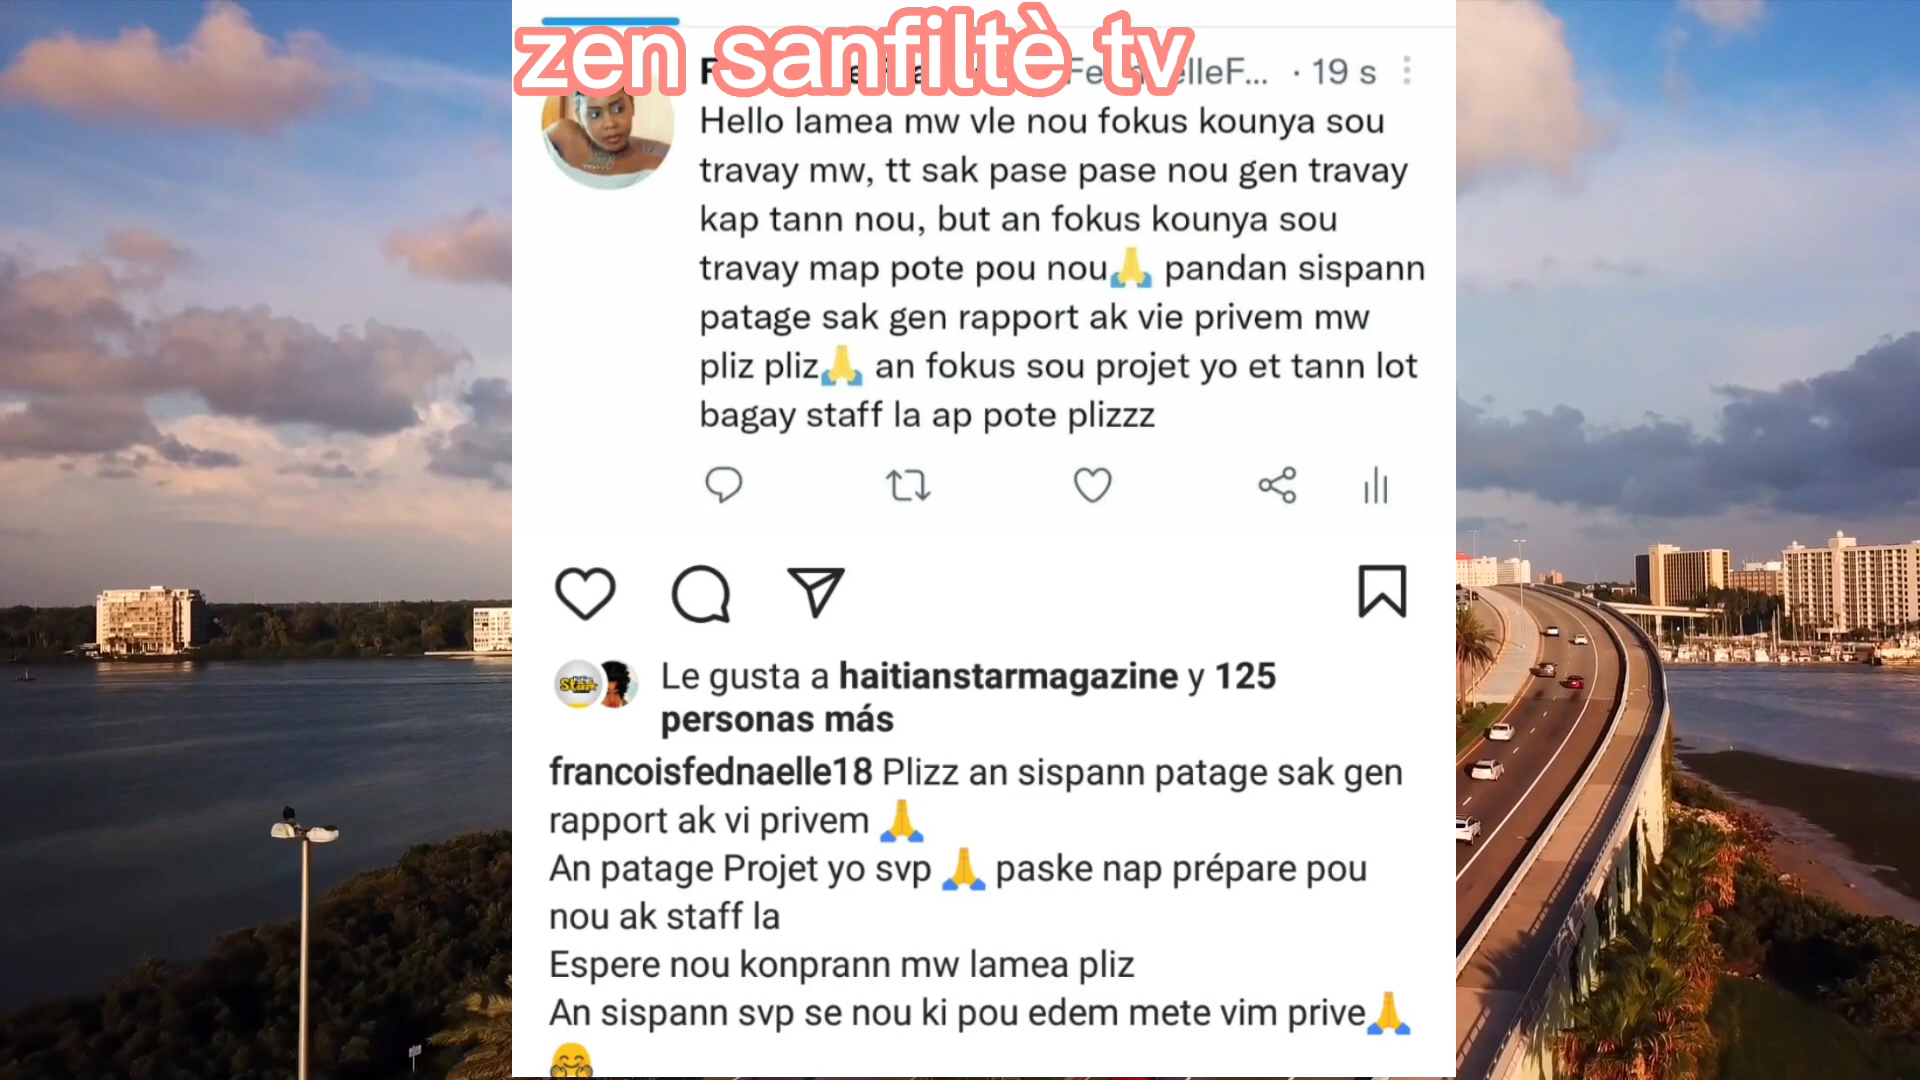 zen sanfiltè tv
lleF... · 19 s
Hello lamea mw vle nou fokus kounya sou
travay mw, tt sak pase pase nou gen travay
kap tann nou, but an fokus kounya sou
travay map pote pou nou🙏 pandan sispann
patage sak gen rapport ak vie privem mw
pliz pliz🙏 an fokus sou projet yo et tann lot
bagay staff la ap pote plizzz
Le gusta a haitianstarmagazine y 125
personas más
francoisfednaelle18 Plizz an sispann patage sak gen
rapport ak vi privem 🙏
An patage Projet yo svp 🙏 paske nap prépare pou
nou ak staff la
Espere nou konprann mw lamea pliz
An sispann svp se nou ki pou edem mete vim prive🙏
🤗